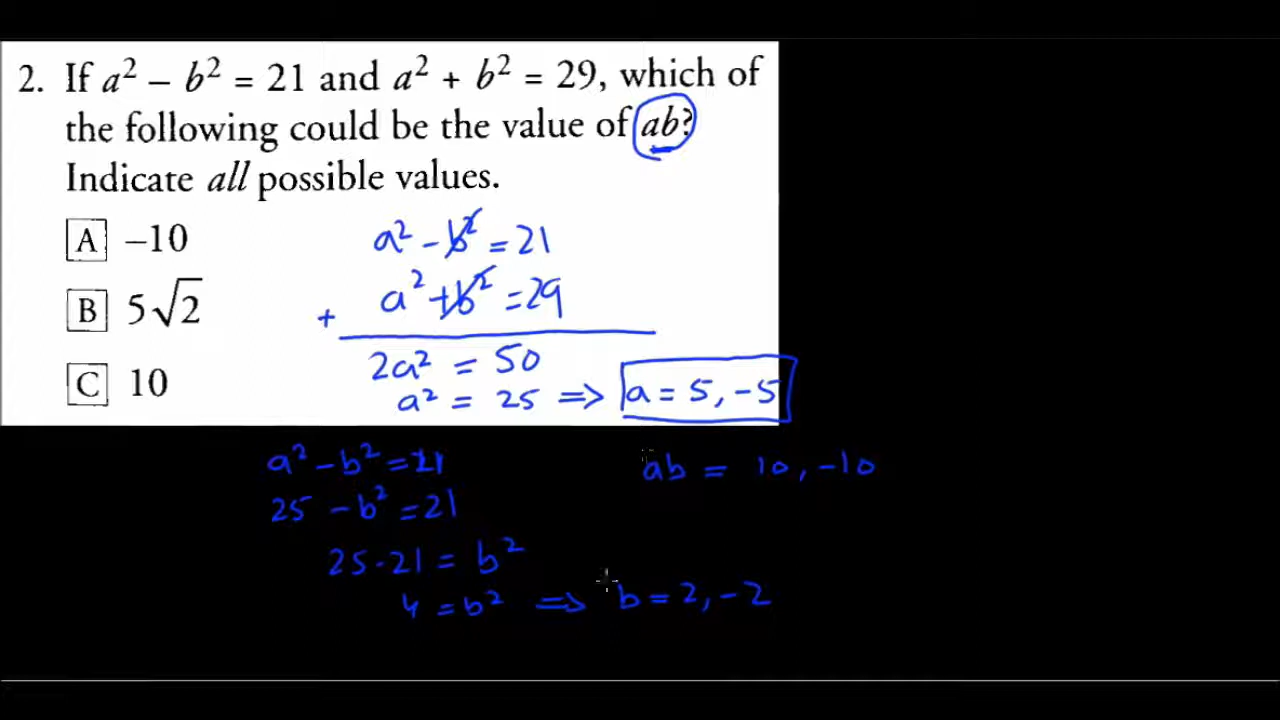 2. If a² − b² = 21 and a² + b² = 29, which of
the following could be the value of ab?
Indicate all possible values.
A −10
B 5√2
C 10
a² - b² = 21
+ a² + b² = 29
2a² = 50
a² = 25 => a = 5, -5
a² - b² = 21
25 - b² = 21
25 - 21 = b²
4 = b² => b = 2, -2
ab = 10, -10